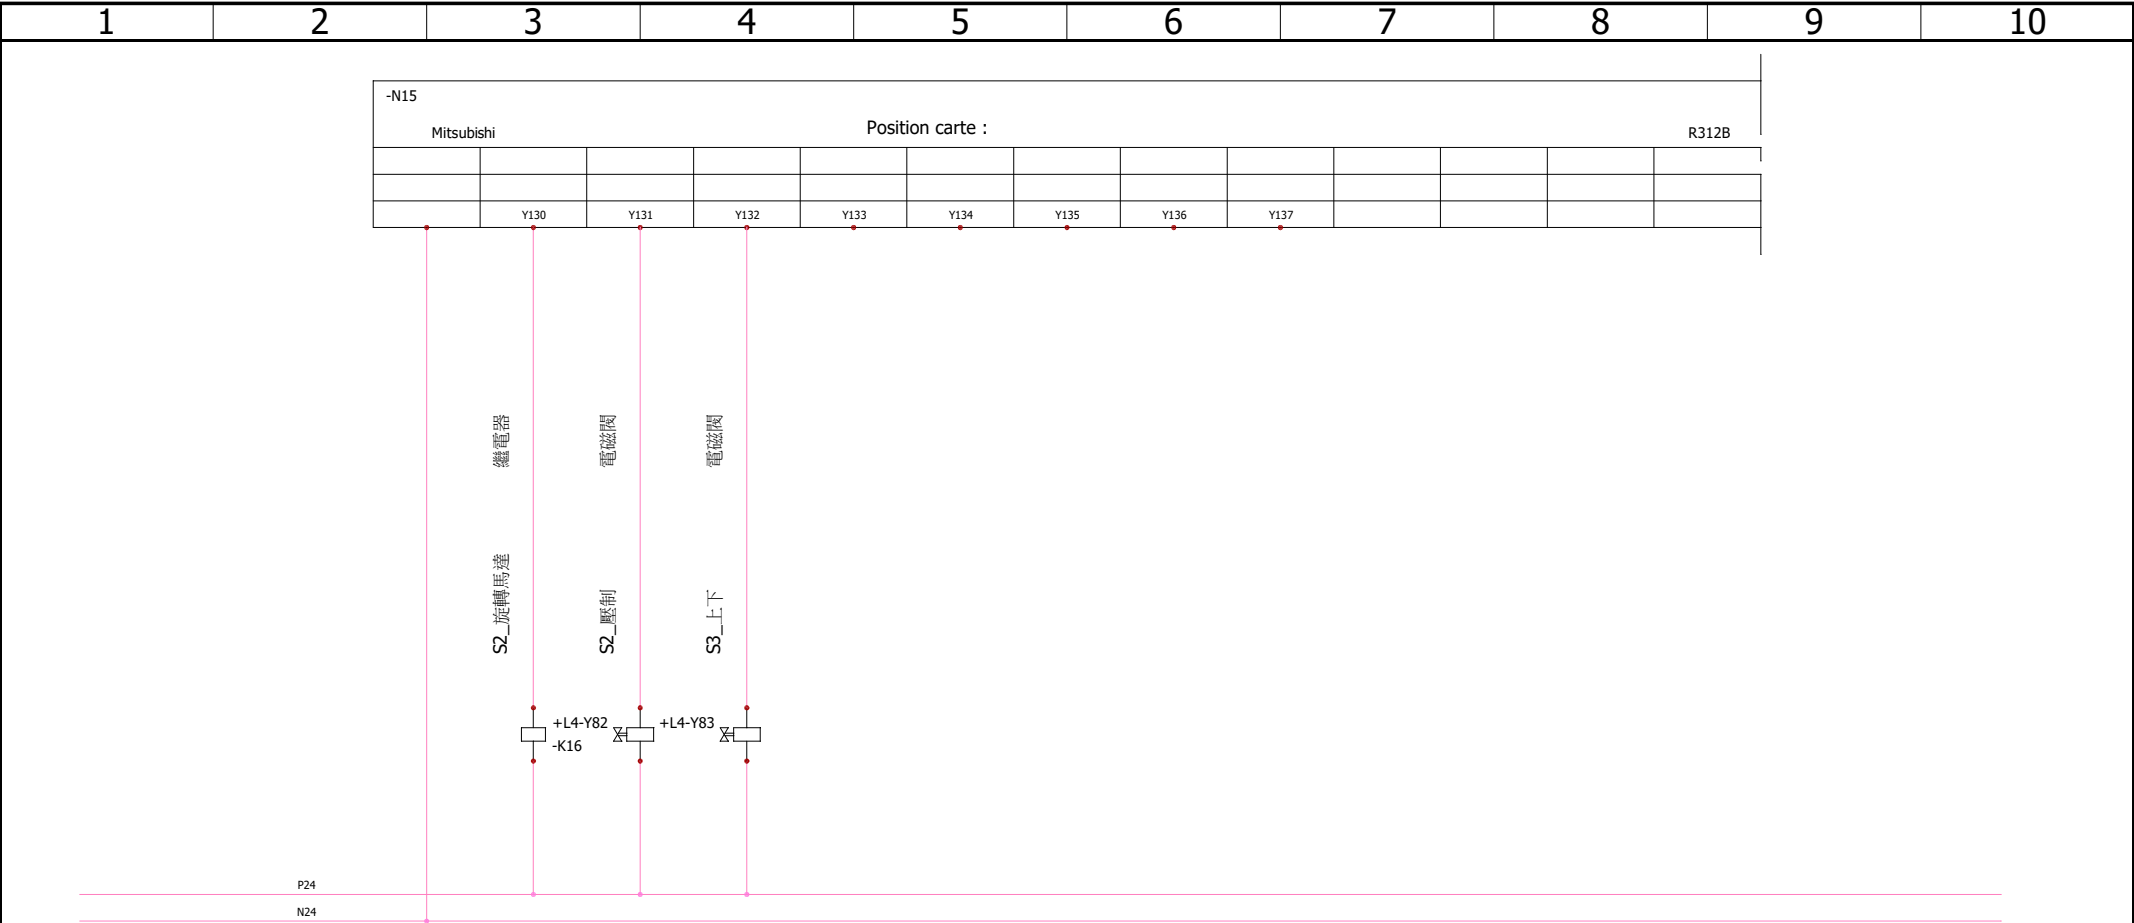 1 2 3 4 5 6 7 8 9 10
-N15
Mitsubishi Position carte : R312B
Y130 Y131 Y132 Y133 Y134 Y135 Y136 Y137
繼電器
電磁閥
電磁閥
S2_旋轉馬達
S2_壓制
S3_上下
+L4-Y82 +L4-Y83
-K16
P24
N24